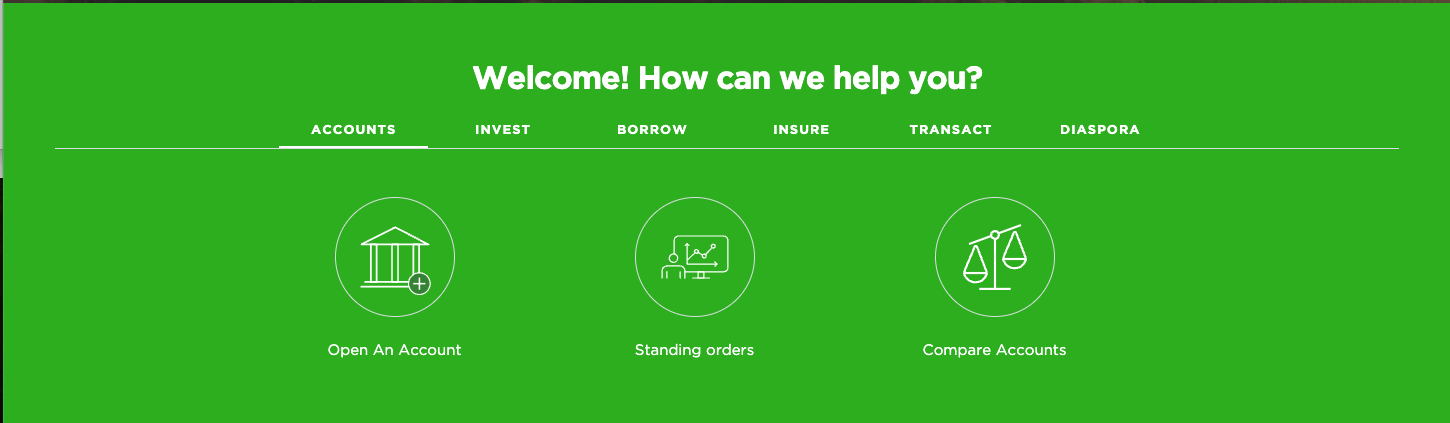 Welcome! How can we help you?
ACCOUNTS INVEST BORROW INSURE TRANSACT DIASPORA
Open An Account Standing orders Compare Accounts